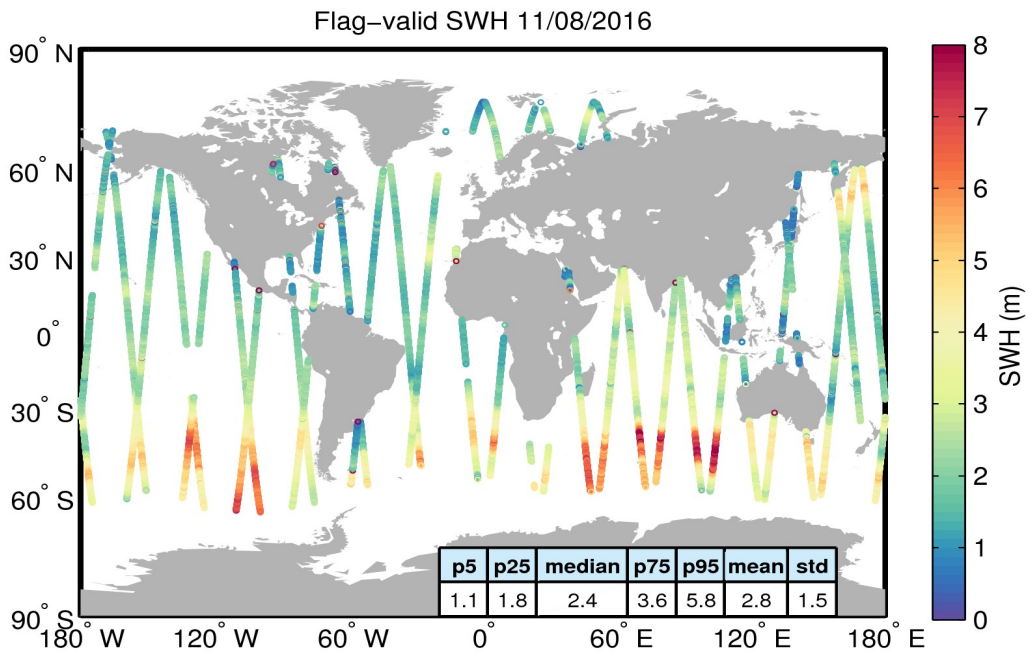 Flag−valid SWH 11/08/2016
90° N
60° N
30° N
0°
30° S
60° S
90° S
180° W
120° W
60° W
0°
60° E
120° E
180° E
p5 p25 median p75 p95 mean std
1.1 1.8 2.4 3.6 5.8 2.8 1.5
8
7
6
5
4
3
2
1
0
SWH (m)